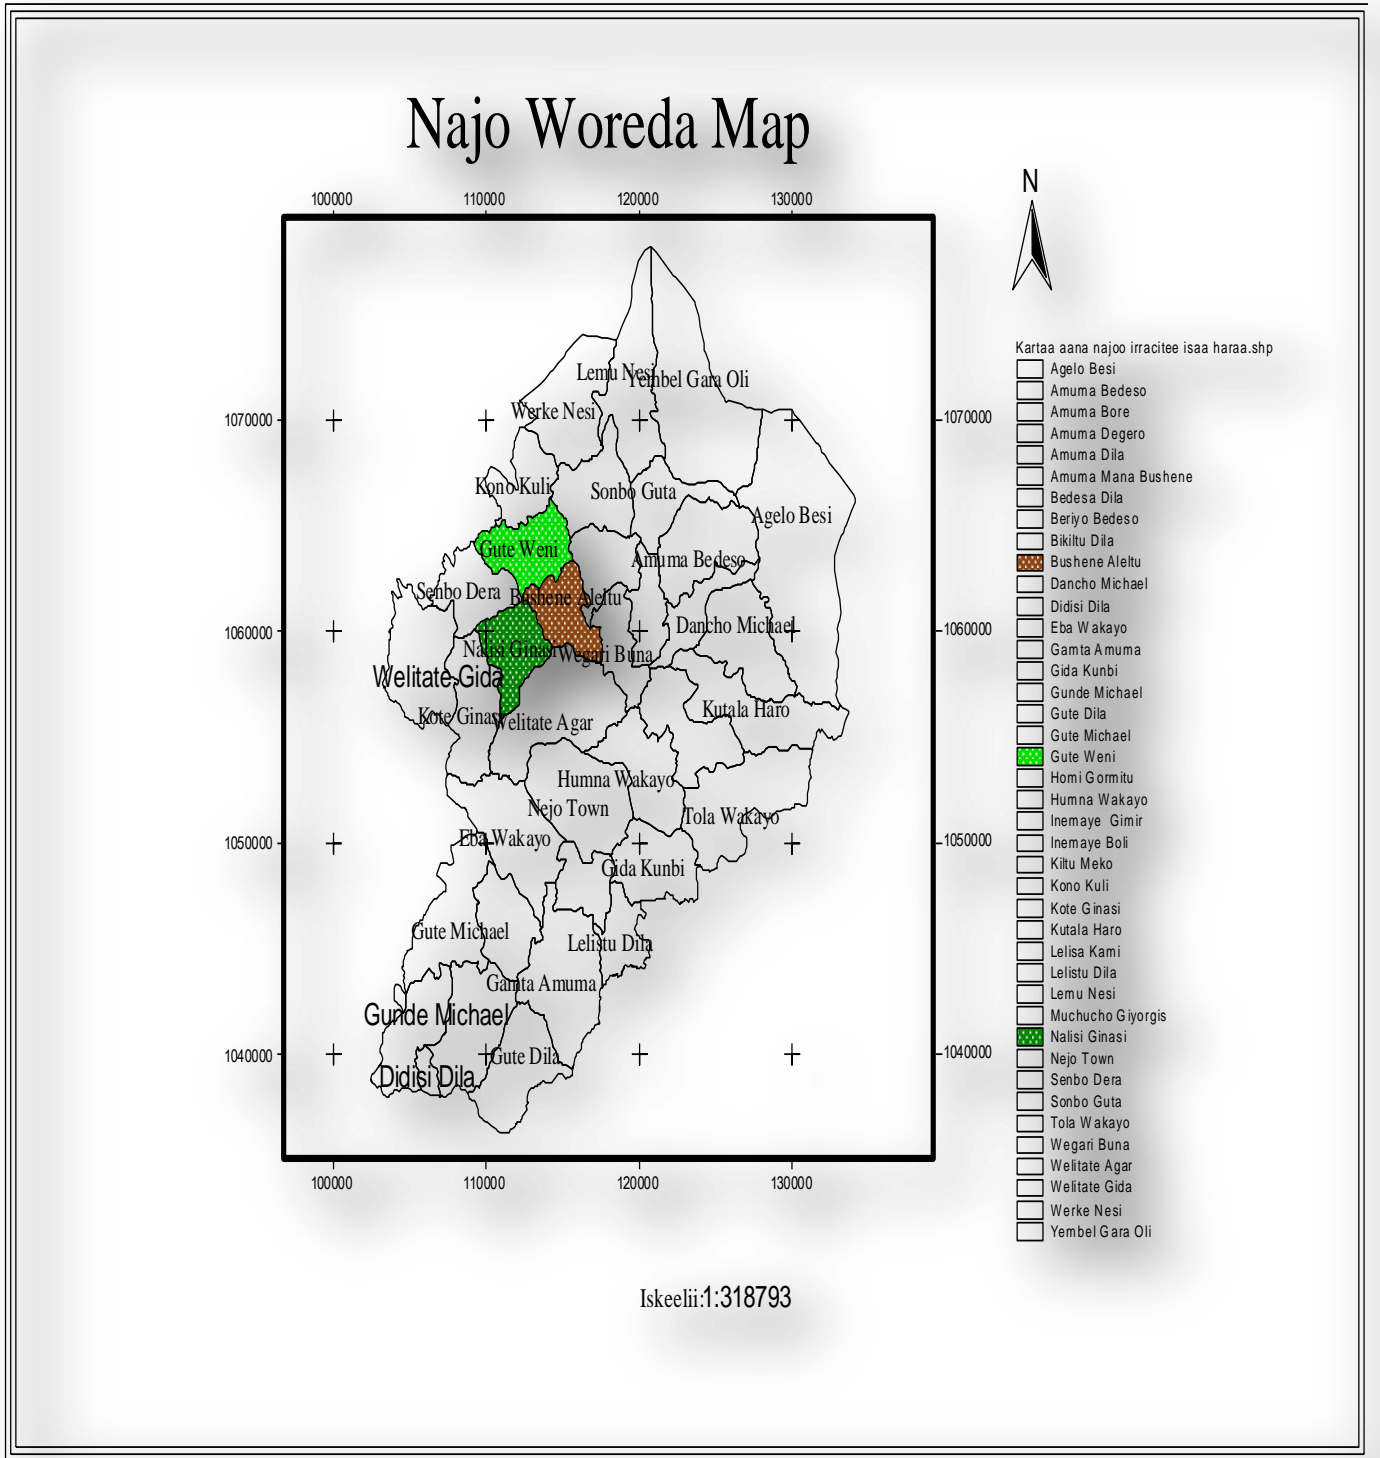 Najo Woreda Map
N
100000 110000 120000 130000
Kartaa aana najoo irracitee isaa haraa.shp
Agelo Besi
Amuma Bedeso
Amuma Bore
Amuma Degero
Amuma Dila
Amuma Mana Bushene
Bedesa Dila
Beriyo Bedeso
Bikiltu Dila
Bushene Aleltu
Dancho Michael
Didisi Dila
Eba Wakayo
Gamta Amuma
Gida Kunbi
Gunde Michael
Gute Dila
Gute Michael
Gute Weni
Homi Gormitu
Humna Wakayo
Inemaye Gimir
Inemaye Boli
Kiltu Meko
Kono Kuli
Kote Ginasi
Kutala Haro
Lelisa Kami
Lelistu Dila
Lemu Nesi
Muchucho Giyorgis
Nalisi Ginasi
Nejo Town
Senbo Dera
Sonbo Guta
Tola Wakayo
Wegari Buna
Welitate Agar
Welitate Gida
Werke Nesi
Yembel Gara Oli
Lemu Nesi
Yembel Gara Oli
Werke Nesi
1070000 1070000
Kono Kuli
Sonbo Guta
Agelo Besi
Gute Weni
Amuma Bedeso
Senbo Dera
Bushene Aleltu
Dancho Michael
1060000 1060000
Nalisi Ginasi
Wegari Buna
Welitate Gida
Kutala Haro
Kote Ginasi
Welitate Agar
Humna Wakayo
Nejo Town
Tola Wakayo
Eba Wakayo
1050000 1050000
Gida Kunbi
Gute Michael
Lelistu Dila
Gamta Amuma
Gunde Michael
1040000 1040000
Gute Dila
Didisi Dila
100000 110000 120000 130000
Iskeelii:1:318793